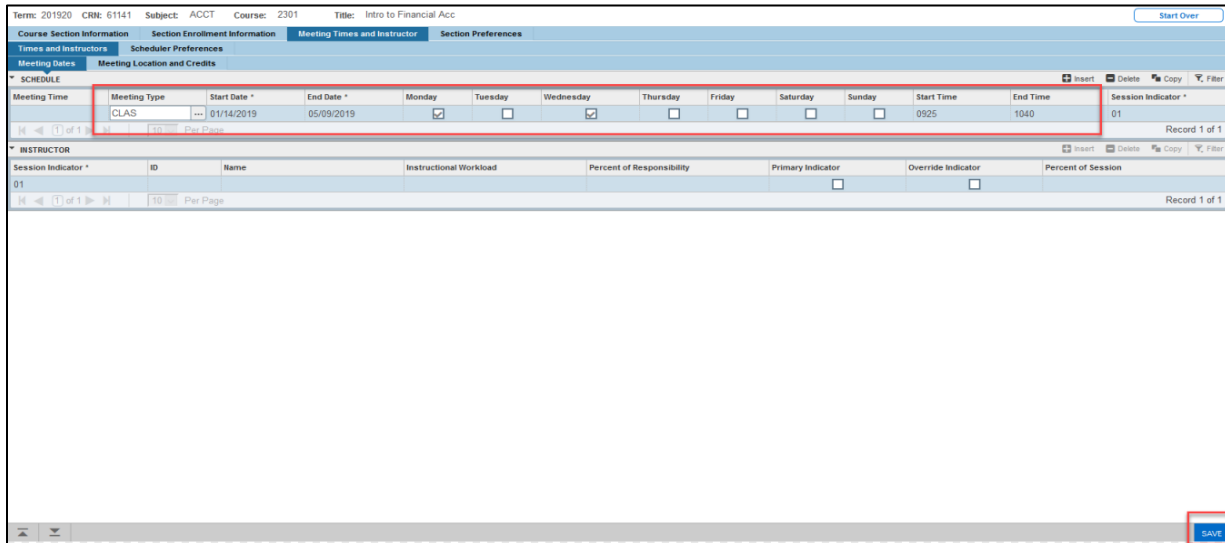 Term: 201920 CRN: 61141 Subject: ACCT Course: 2301 Title: Intro to Financial Acc Start Over
Course Section Information Section Enrollment Information Meeting Times and Instructor Section Preferences
Times and Instructors Scheduler Preferences
Meeting Dates Meeting Location and Credits
SCHEDULE Insert Delete Copy Filter
Meeting Time Meeting Type Start Date * End Date * Monday Tuesday Wednesday Thursday Friday Saturday Sunday Start Time End Time Session Indicator *
CLAS ... 01/14/2019 05/09/2019 0925 1040 01
1 of 1 10 Per Page Record 1 of 1
INSTRUCTOR Insert Delete Copy Filter
Session Indicator * ID Name Instructional Workload Percent of Responsibility Primary Indicator Override Indicator Percent of Session
01
1 of 1 10 Per Page Record 1 of 1
SAVE